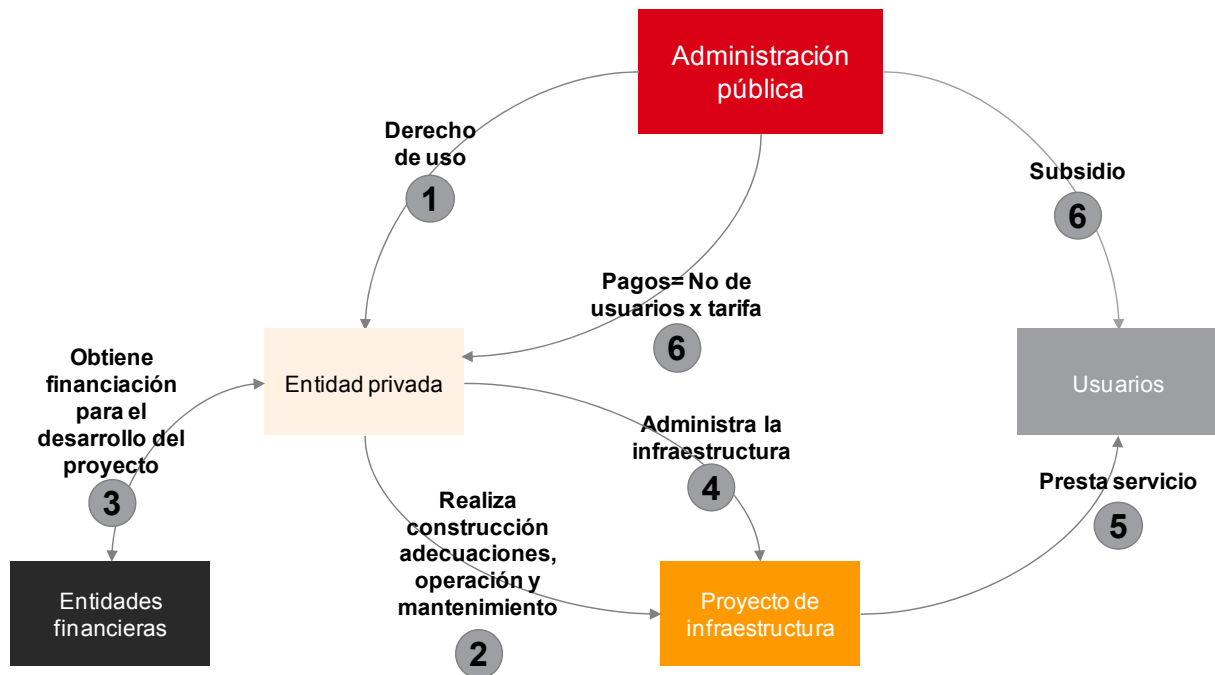 Administración
pública
Derecho
de uso
1
Subsidio
6
Pagos= No de
usuarios x tarifa
6
Obtiene
financiación
para el
desarrollo del
proyecto
3
Entidad privada
Usuarios
Administra la
infraestructura
4
Realiza
construcción
adecuaciones,
operación y
mantenimiento
2
Presta servicio
5
Entidades
financieras
Proyecto de
infraestructura